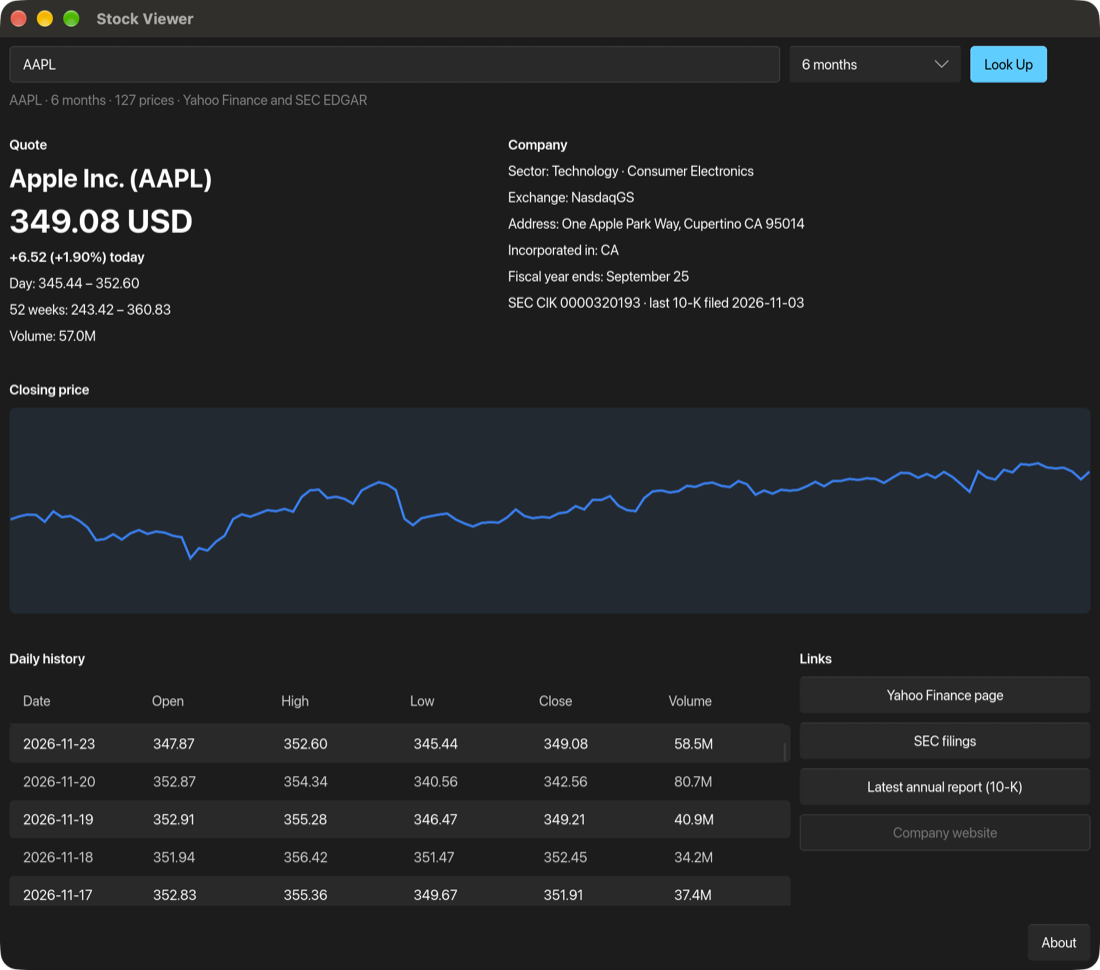 Stock Viewer
AAPL
6 months
Look Up
AAPL · 6 months · 127 prices · Yahoo Finance and SEC EDGAR
Quote
Apple Inc. (AAPL)
349.08 USD
+6.52 (+1.90%) today
Day: 345.44 – 352.60
52 weeks: 243.42 – 360.83
Volume: 57.0M
Company
Sector: Technology · Consumer Electronics
Exchange: NasdaqGS
Address: One Apple Park Way, Cupertino CA 95014
Incorporated in: CA
Fiscal year ends: September 25
SEC CIK 0000320193 · last 10-K filed 2026-11-03
Closing price
Daily history
Date Open High Low Close Volume
2026-11-23 347.87 352.60 345.44 349.08 58.5M
2026-11-20 352.87 354.34 340.56 342.56 80.7M
2026-11-19 352.91 355.28 346.47 349.21 40.9M
2026-11-18 351.94 356.42 351.47 352.45 34.2M
2026-11-17 352.83 355.36 349.67 351.91 37.4M
Links
Yahoo Finance page
SEC filings
Latest annual report (10-K)
Company website
About